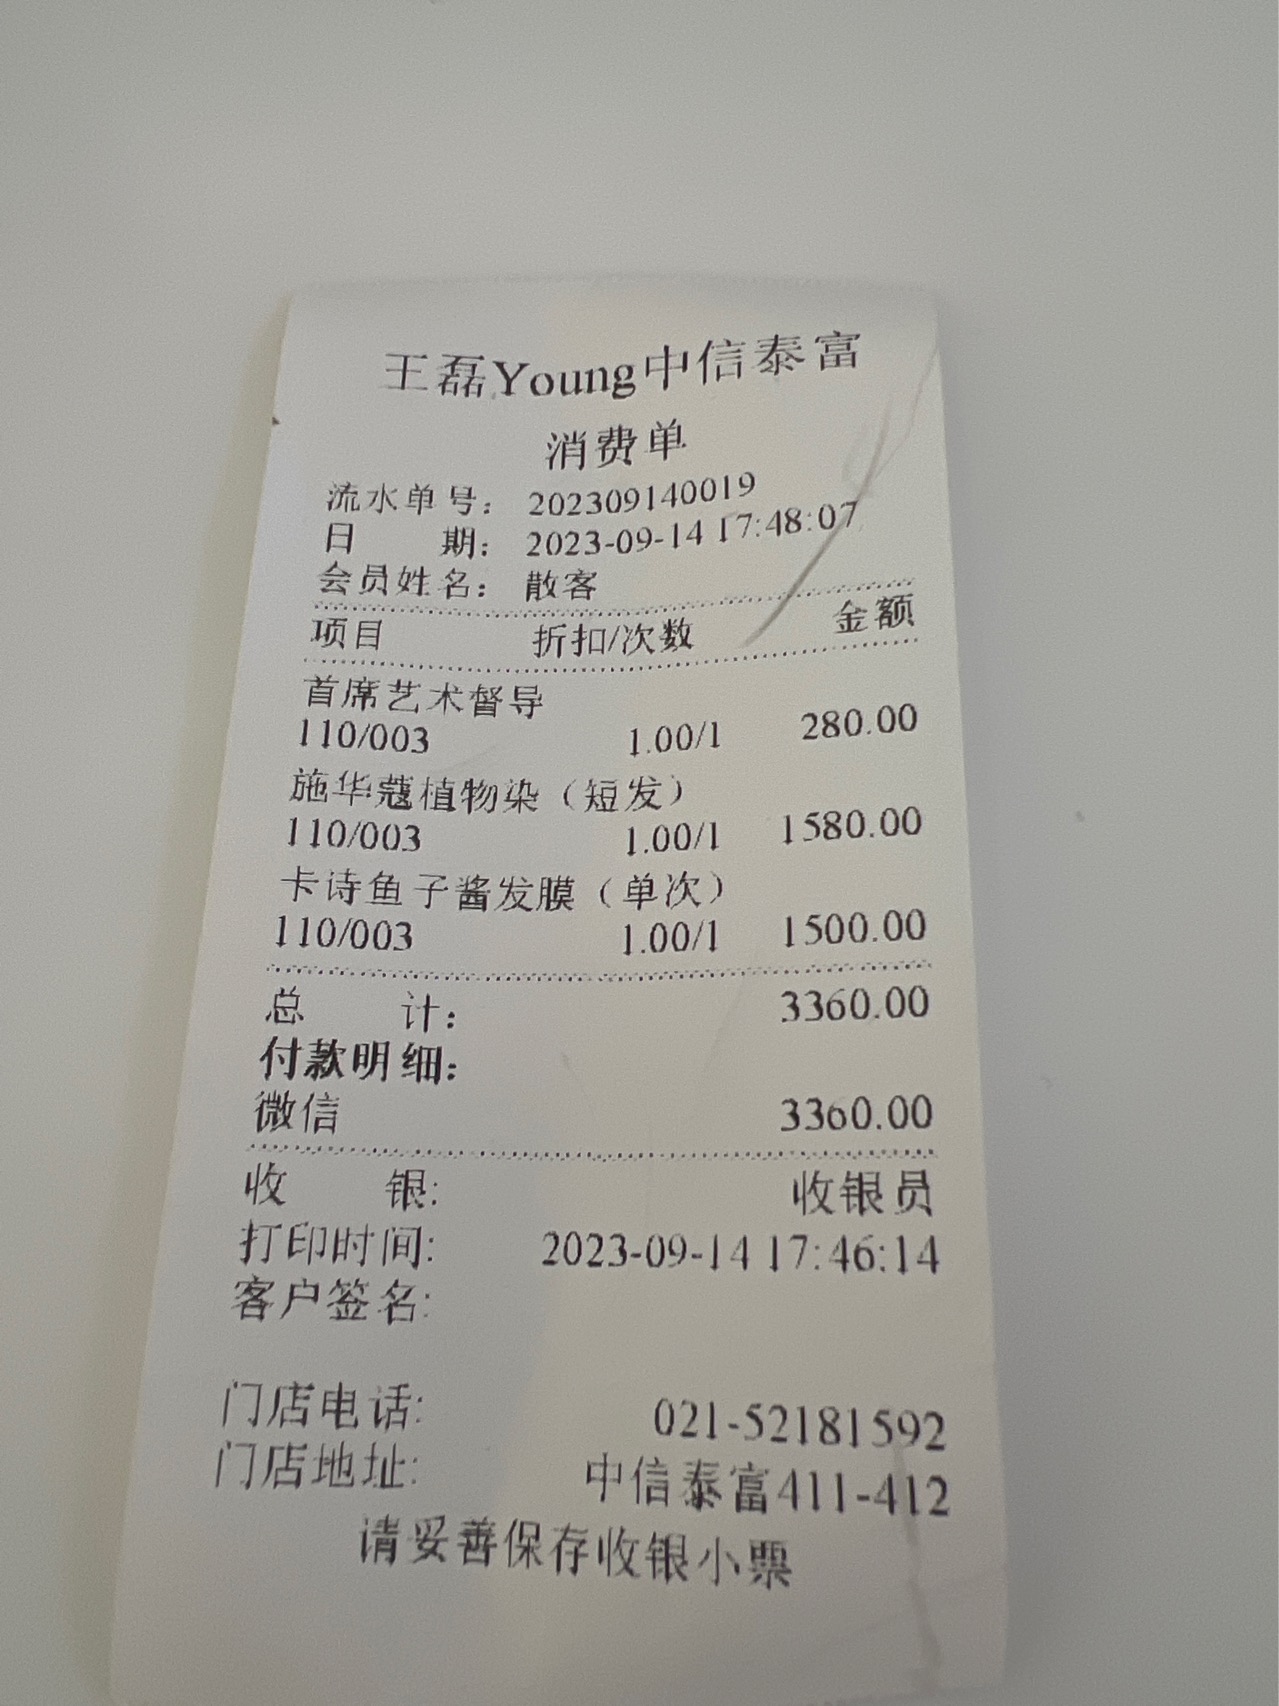 王磊Young中信泰富
消费单
流水单号： 202309140019
日 期： 2023-09-14 17:48:07
会员姓名： 散客
项目 折扣/次数 金额
首席艺术督导
110/003 1.00/1 280.00
施华蔻植物染（短发）
110/003 1.00/1 1580.00
卡诗鱼子酱发膜（单次）
110/003 1.00/1 1500.00
总 计： 3360.00
付款明细：
微信 3360.00
收 银: 收银员
打印时间: 2023-09-14 17:46:14
客户签名:
门店电话: 021-52181592
门店地址: 中信泰富411-412
请妥善保存收银小票